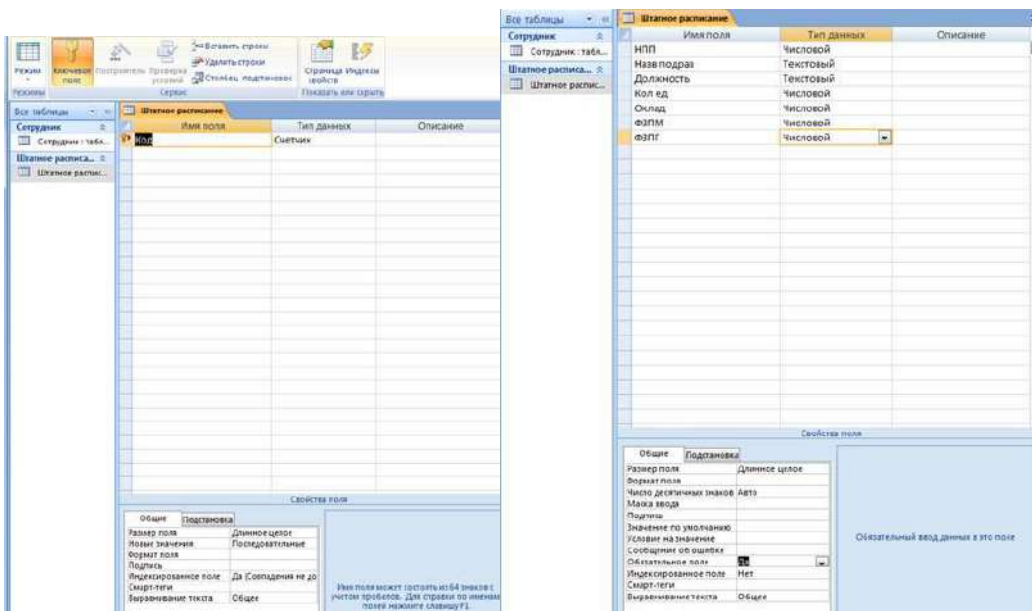 Вставить строки
Удалить строки
Столбец подстановок
Режим Ключевое поле Построитель Проверка условий Страница свойств Индексы
Режимы Сервис Показать или скрыть
Все таблицы Штатное расписание
Сотрудник Имя поля Тип данных Описание
Сотрудник : табл... Код Счетчик
Штатное расписа...
Штатное распис...
Свойства поля
Общие Подстановка
Размер поля Длинное целое
Новые значения Последовательные
Формат поля
Подпись
Индексированное поле Да (Совпадения не до
Смарт-теги
Выравнивание текста Общее
Имя поля может состоять из 64 знаков с
учетом пробелов. Для справки по именам
полей нажмите клавишу F1.
Все таблицы Штатное расписание
Сотрудник Имя поля Тип данных Описание
Сотрудник : табл...
Штатное расписа...
Штатное распис...
НПП Числовой
Назв подраз Текстовый
Должность Текстовый
Кол ед Числовой
Оклад Числовой
ФЗПМ Числовой
ФЗПГ Числовой
Свойства поля
Общие Подстановка
Размер поля Длинное целое
Формат поля
Число десятичных знаков Авто
Маска ввода
Подпись
Значение по умолчанию
Условие на значение
Сообщение об ошибке
Обязательное поле Да
Индексированное поле Нет
Смарт-теги
Выравнивание текста Общее
Обязательный ввод данных в это поле